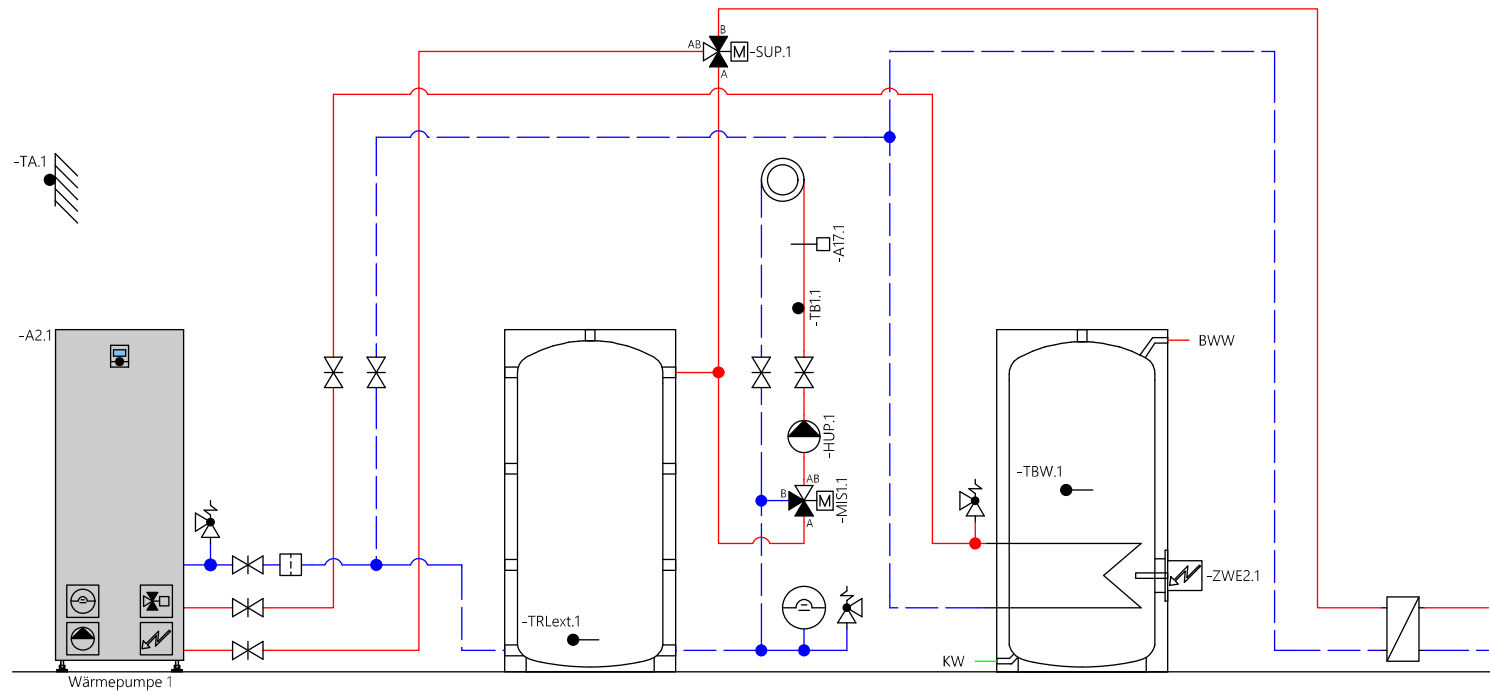 B
AB
M
-SUP.1
A
-TA.1
-A17.1
-TB1.1
-A2.1
BWW
-HUP.1
-TBW.1
AB
B
M
-MIS1.1
A
-ZWE2.1
-TRLext.1
KW
Wärmepumpe 1